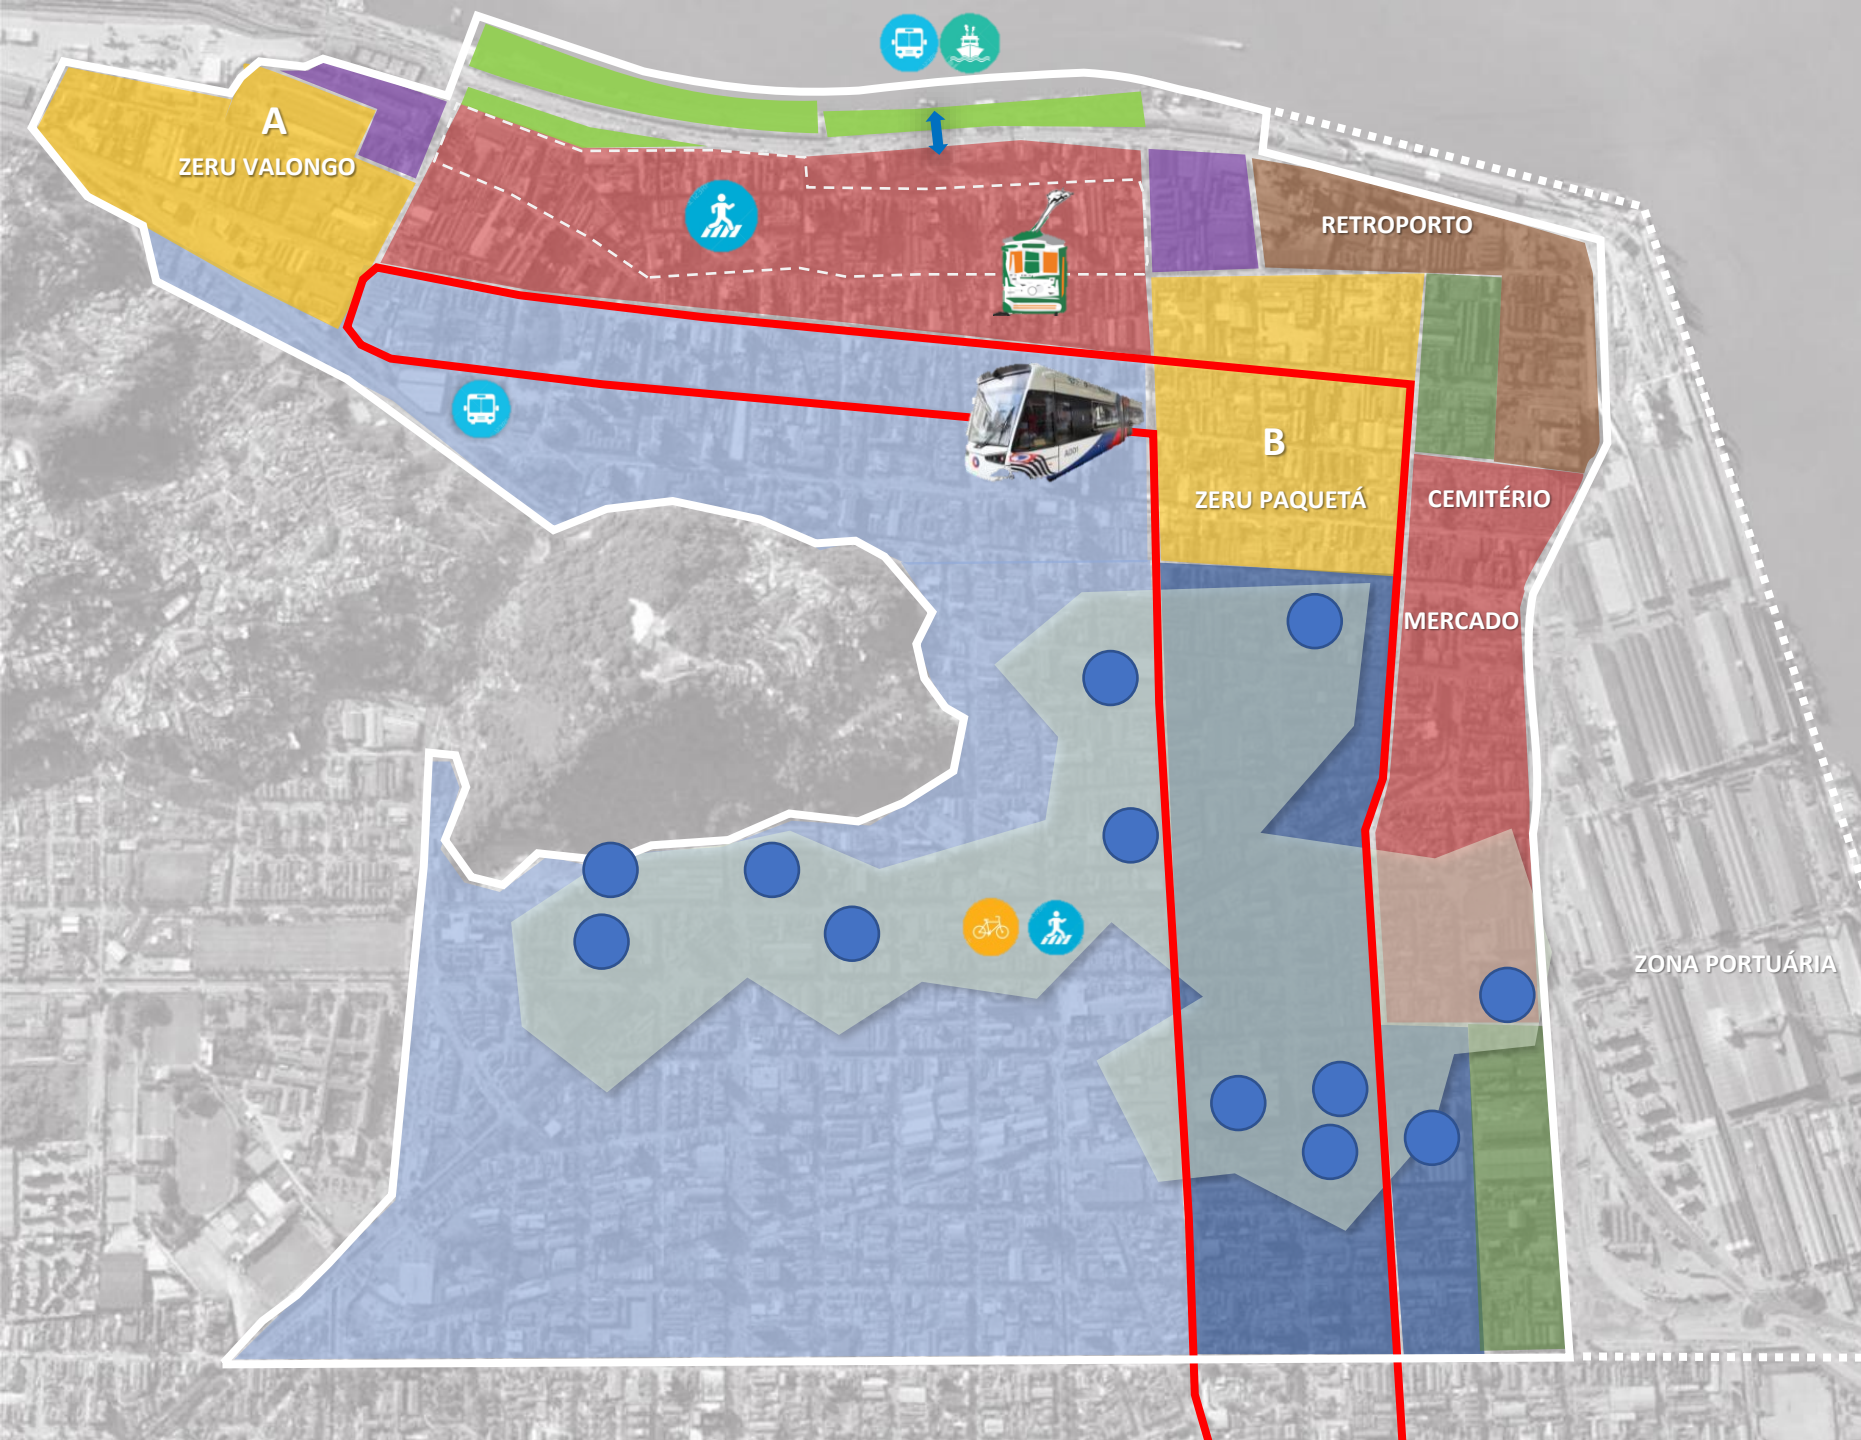 A
ZERU VALONGO
RETROPORTO
B
ZERU PAQUETÁ
CEMITÉRIO
MERCADO
ZONA PORTUÁRIA